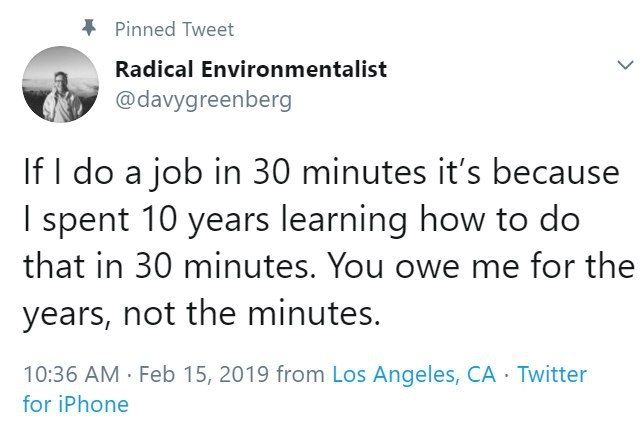 Pinned Tweet
Radical Environmentalist
@davygreenberg
If I do a job in 30 minutes it’s because
I spent 10 years learning how to do
that in 30 minutes. You owe me for the
years, not the minutes.
10:36 AM · Feb 15, 2019 from Los Angeles, CA · Twitter
for iPhone